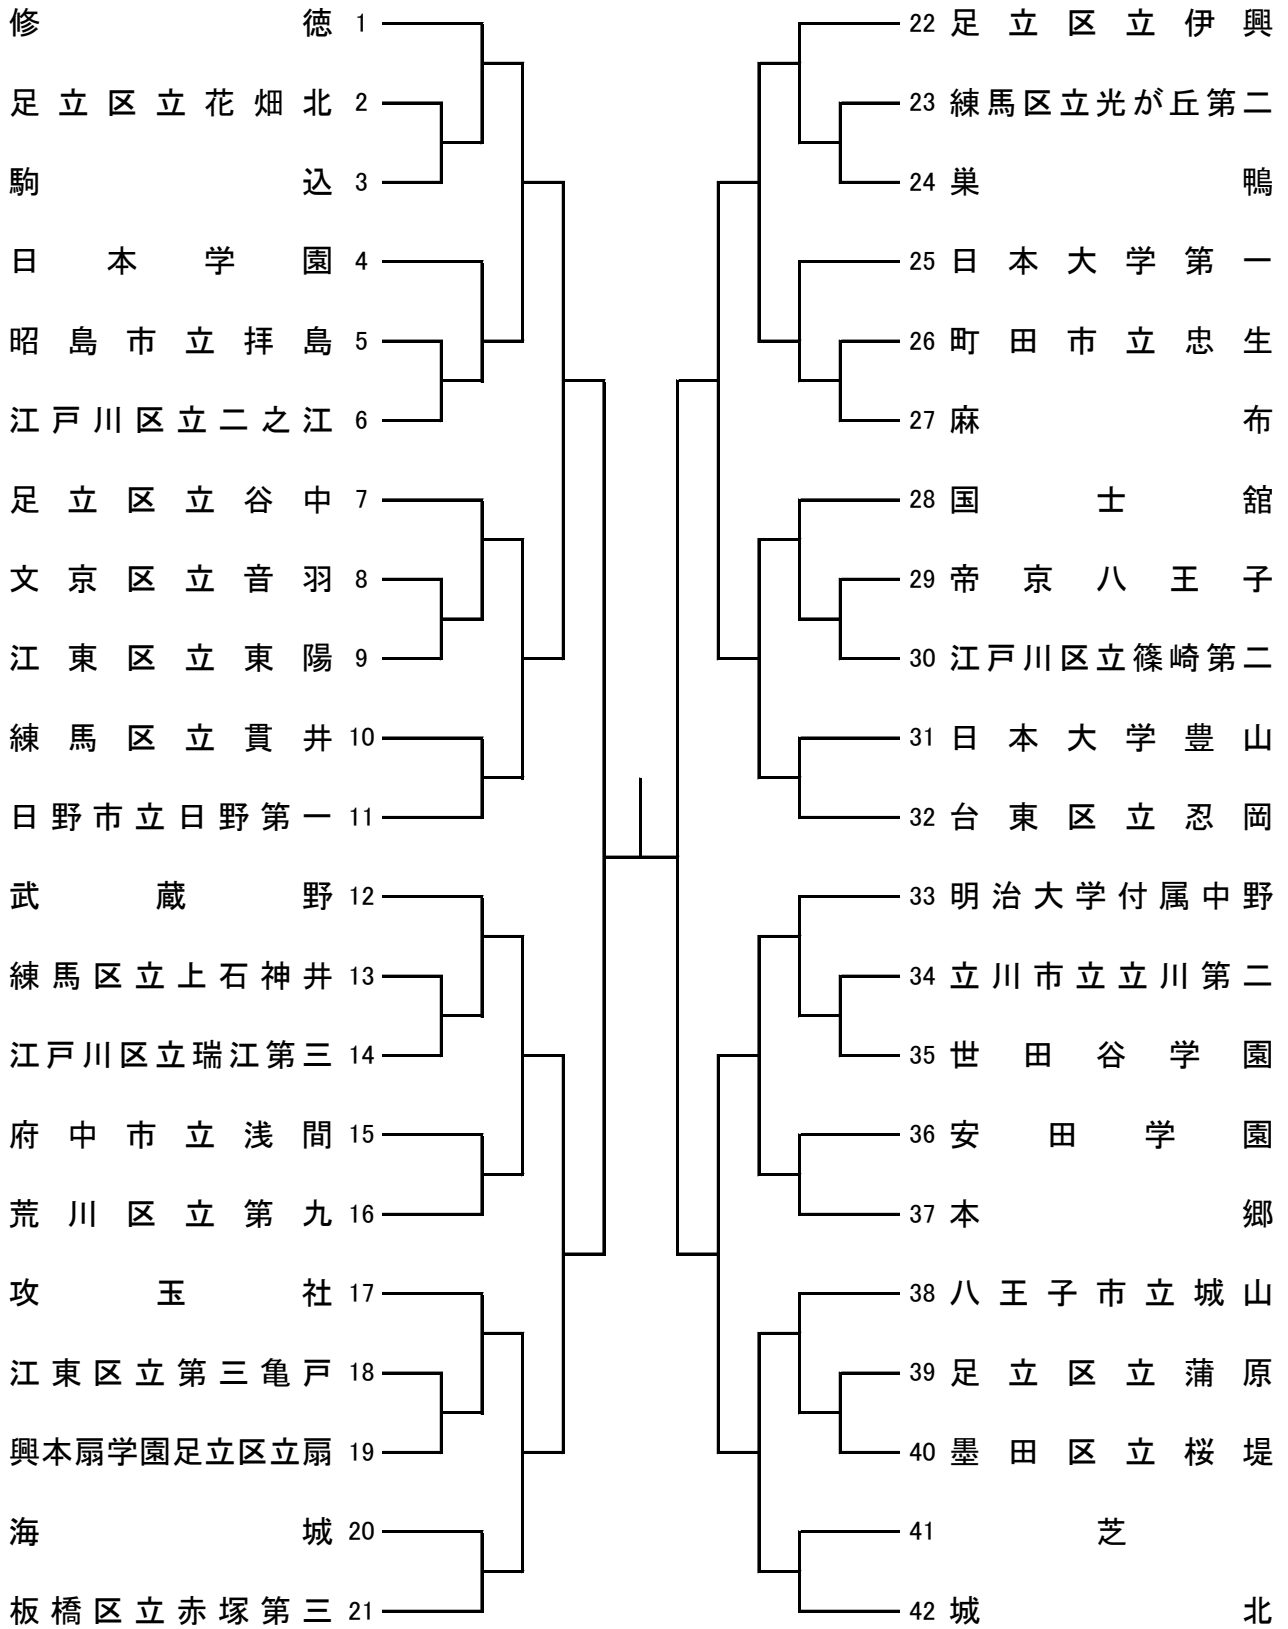 修徳 1
足立区立花畑北 2
駒込 3
日本学園 4
昭島市立拝島 5
江戸川区立二之江 6
足立区立谷中 7
文京区立音羽 8
江東区立東陽 9
練馬区立貫井 10
日野市立日野第一 11
武蔵野 12
練馬区立上石神井 13
江戸川区立瑞江第三 14
府中市立浅間 15
荒川区立第九 16
攻玉社 17
江東区立第三亀戸 18
興本扇学園足立区立扇 19
海城 20
板橋区立赤塚第三 21
22 足立区立伊興
23 練馬区立光が丘第二
24 巣鴨
25 日本大学第一
26 町田市立忠生
27 麻布
28 国士舘
29 帝京八王子
30 江戸川区立篠崎第二
31 日本大学豊山
32 台東区立忍岡
33 明治大学付属中野
34 立川市立立川第二
35 世田谷学園
36 安田学園
37 本郷
38 八王子市立城山
39 足立区立蒲原
40 墨田区立桜堤
41 芝
42 城北